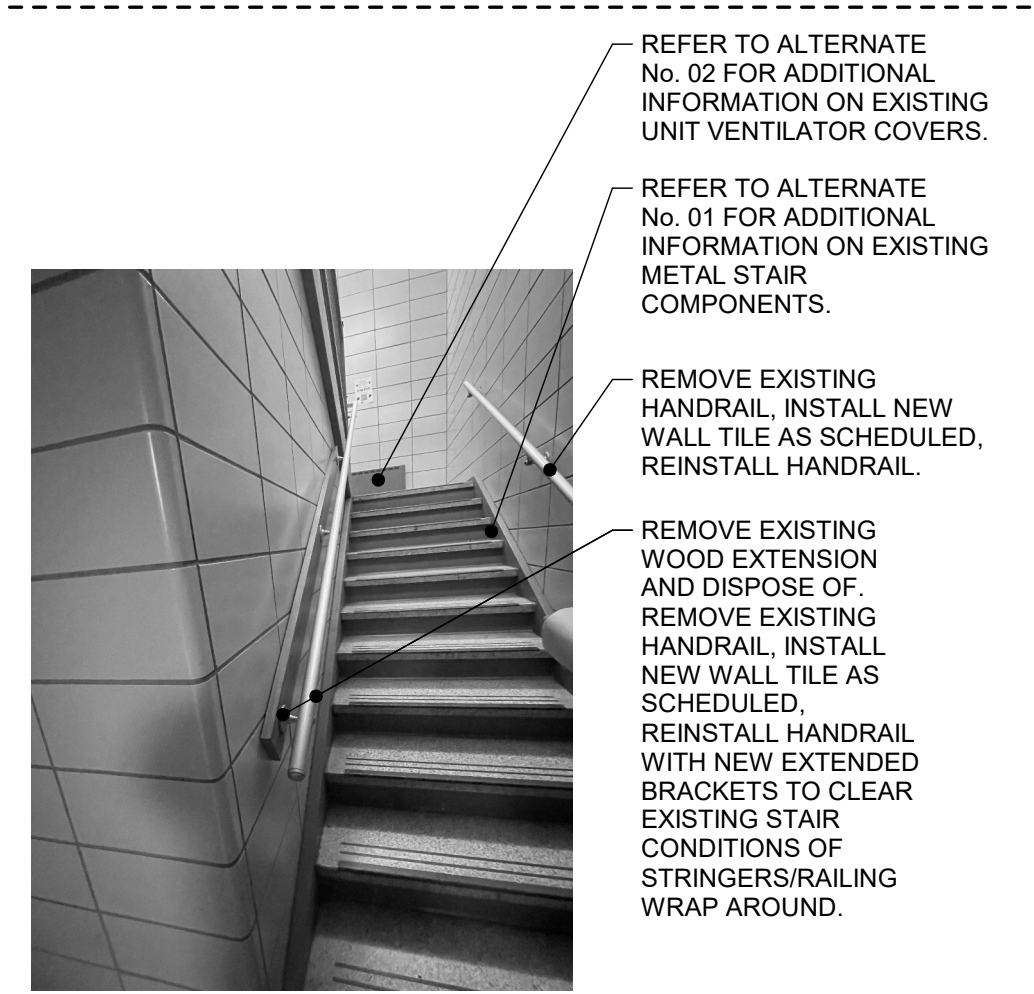 REFER TO ALTERNATE
No. 02 FOR ADDITIONAL
INFORMATION ON EXISTING
UNIT VENTILATOR COVERS.
REFER TO ALTERNATE
No. 01 FOR ADDITIONAL
INFORMATION ON EXISTING
METAL STAIR
COMPONENTS.
REMOVE EXISTING
HANDRAIL, INSTALL NEW
WALL TILE AS SCHEDULED,
REINSTALL HANDRAIL.
REMOVE EXISTING
WOOD EXTENSION
AND DISPOSE OF.
REMOVE EXISTING
HANDRAIL, INSTALL
NEW WALL TILE AS
SCHEDULED,
REINSTALL HANDRAIL
WITH NEW EXTENDED
BRACKETS TO CLEAR
EXISTING STAIR
CONDITIONS OF
STRINGERS/RAILING
WRAP AROUND.